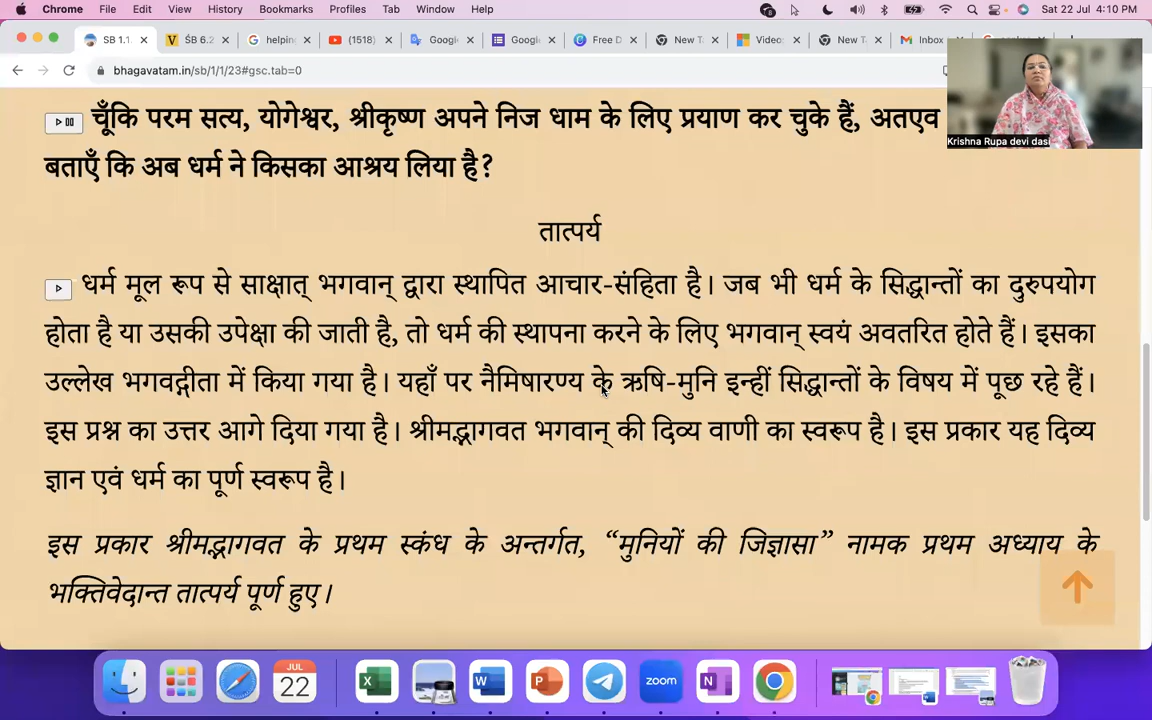 Chrome File Edit View History Bookmarks Profiles Tab Window Help Sat 22 Jul 4:10 PM
SB 1.1. ŚB 6.2 helping (1518) Googl Googl Free D New T Video: New T Inbox
bhagavatam.in/sb/1/1/23#gsc.tab=0
Krishna Rupa devi dasi
चूँकि परम सत्य, योगेश्वर, श्रीकृष्ण अपने निज धाम के लिए प्रयाण कर चुके हैं, अतएव
बताएँ कि अब धर्म ने किसका आश्रय लिया है?
तात्पर्य
धर्म मूल रूप से साक्षात् भगवान् द्वारा स्थापित आचार-संहिता है। जब भी धर्म के सिद्धान्तों का दुरुपयोग
होता है या उसकी उपेक्षा की जाती है, तो धर्म की स्थापना करने के लिए भगवान् स्वयं अवतरित होते हैं। इसका
उल्लेख भगवद्गीता में किया गया है। यहाँ पर नैमिषारण्य के ऋषि-मुनि इन्हीं सिद्धान्तों के विषय में पूछ रहे हैं।
इस प्रश्न का उत्तर आगे दिया गया है। श्रीमद्भागवत भगवान् की दिव्य वाणी का स्वरूप है। इस प्रकार यह दिव्य
ज्ञान एवं धर्म का पूर्ण स्वरूप है।
इस प्रकार श्रीमद्भागवत के प्रथम स्कंध के अन्तर्गत, “मुनियों की जिज्ञासा” नामक प्रथम अध्याय के
भक्तिवेदान्त तात्पर्य पूर्ण हुए।
JUL
22
X W P zoom N